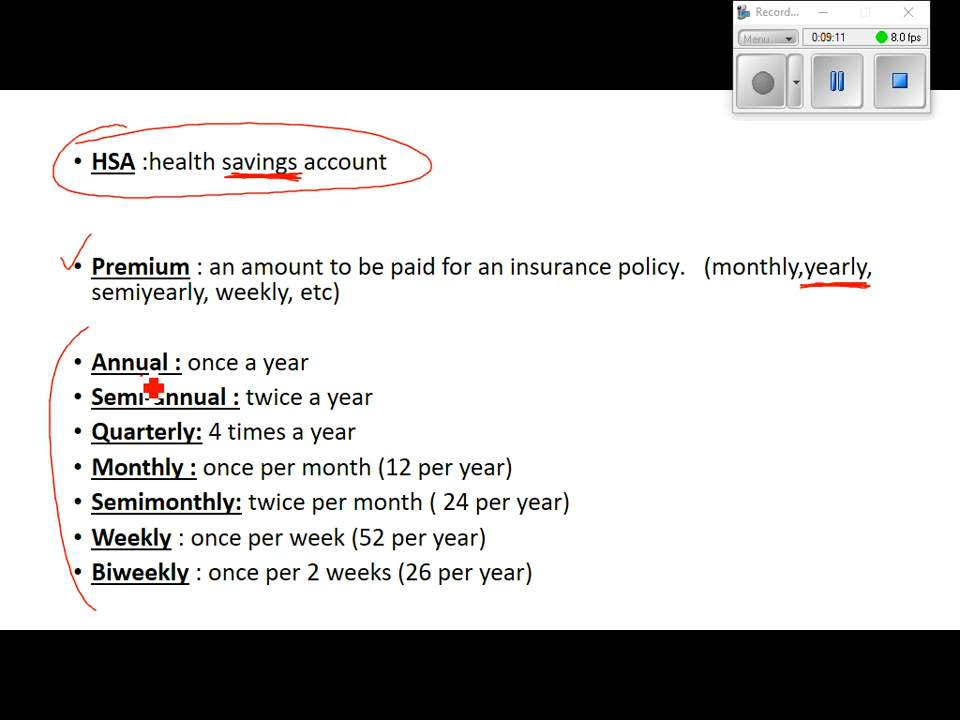 Record...
Menu
0:09:11
8.0 fps
• HSA :health savings account
• Premium : an amount to be paid for an insurance policy. (monthly,yearly,
semiyearly, weekly, etc)
• Annual : once a year
• Semi-annual : twice a year
• Quarterly: 4 times a year
• Monthly : once per month (12 per year)
• Semimonthly: twice per month ( 24 per year)
• Weekly : once per week (52 per year)
• Biweekly : once per 2 weeks (26 per year)